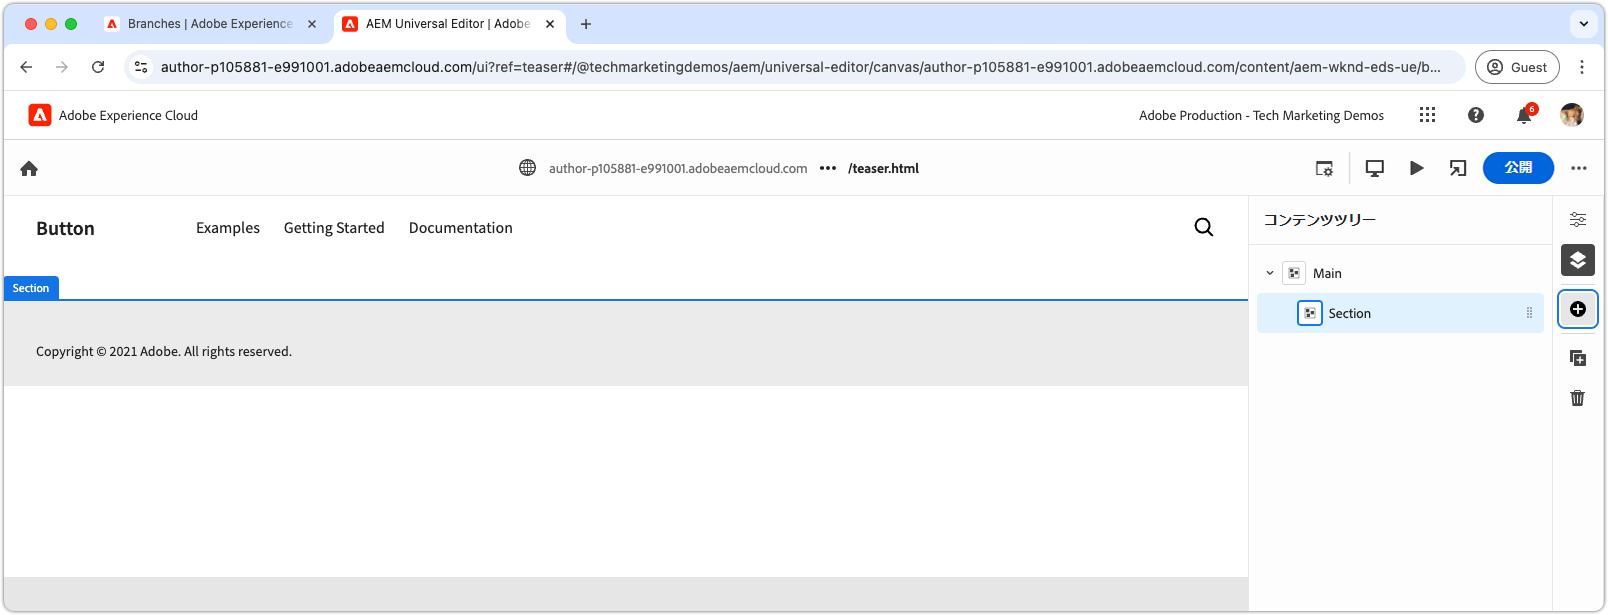 Branches | Adobe Experience
AEM Universal Editor | Adobe
author-p105881-e991001.adobeaemcloud.com/ui?ref=teaser#/@techmarketingdemos/aem/universal-editor/canvas/author-p105881-e991001.adobeaemcloud.com/content/aem-wknd-eds-ue/b...
Guest
Adobe Experience Cloud
Adobe Production - Tech Marketing Demos
6
author-p105881-e991001.adobeaemcloud.com ••• /teaser.html
公開
Button
Examples
Getting Started
Documentation
コンテンツツリー
Main
Section
Section
Copyright © 2021 Adobe. All rights reserved.